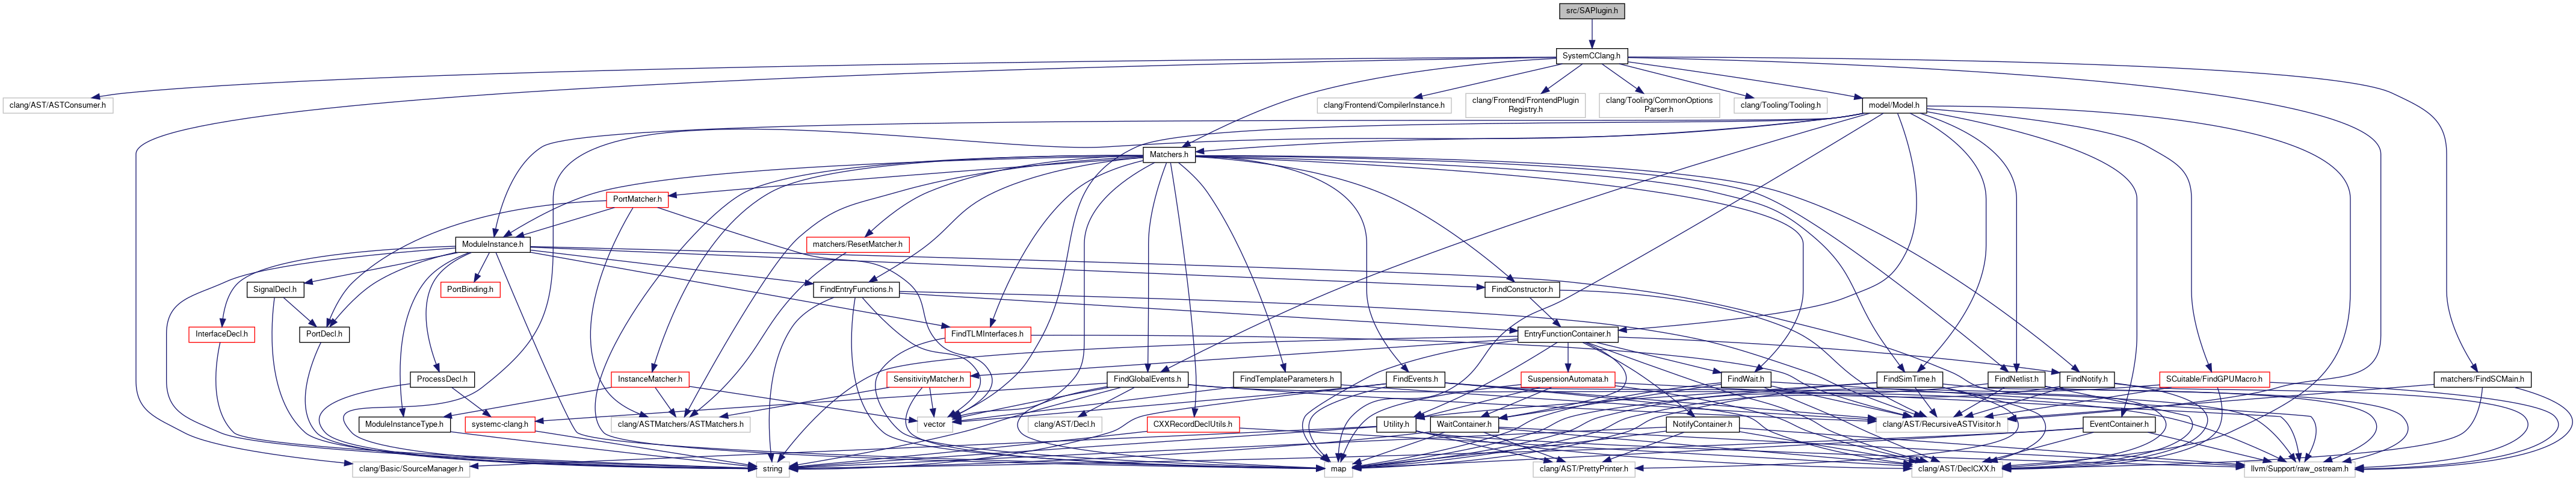 src/SAPlugin.h
SystemCClang.h
clang/AST/ASTConsumer.h
clang/Frontend/CompilerInstance.h
clang/Frontend/FrontendPlugin
Registry.h
clang/Tooling/CommonOptions
Parser.h
clang/Tooling/Tooling.h
model/Model.h
Matchers.h
PortMatcher.h
ModuleInstance.h
matchers/ResetMatcher.h
SignalDecl.h
PortBinding.h
FindEntryFunctions.h
FindConstructor.h
InterfaceDecl.h
PortDecl.h
FindTLMInterfaces.h
EntryFunctionContainer.h
ProcessDecl.h
InstanceMatcher.h
SensitivityMatcher.h
FindGlobalEvents.h
FindTemplateParameters.h
FindEvents.h
SuspensionAutomata.h
FindWait.h
FindSimTime.h
FindNetlist.h
FindNotify.h
SCuitable/FindGPUMacro.h
matchers/FindSCMain.h
ModuleInstanceType.h
systemc-clang.h
clang/ASTMatchers/ASTMatchers.h
vector
clang/AST/Decl.h
CXXRecordDeclUtils.h
Utility.h
WaitContainer.h
NotifyContainer.h
clang/AST/RecursiveASTVisitor.h
EventContainer.h
clang/Basic/SourceManager.h
string
map
clang/AST/PrettyPrinter.h
clang/AST/DeclCXX.h
llvm/Support/raw_ostream.h